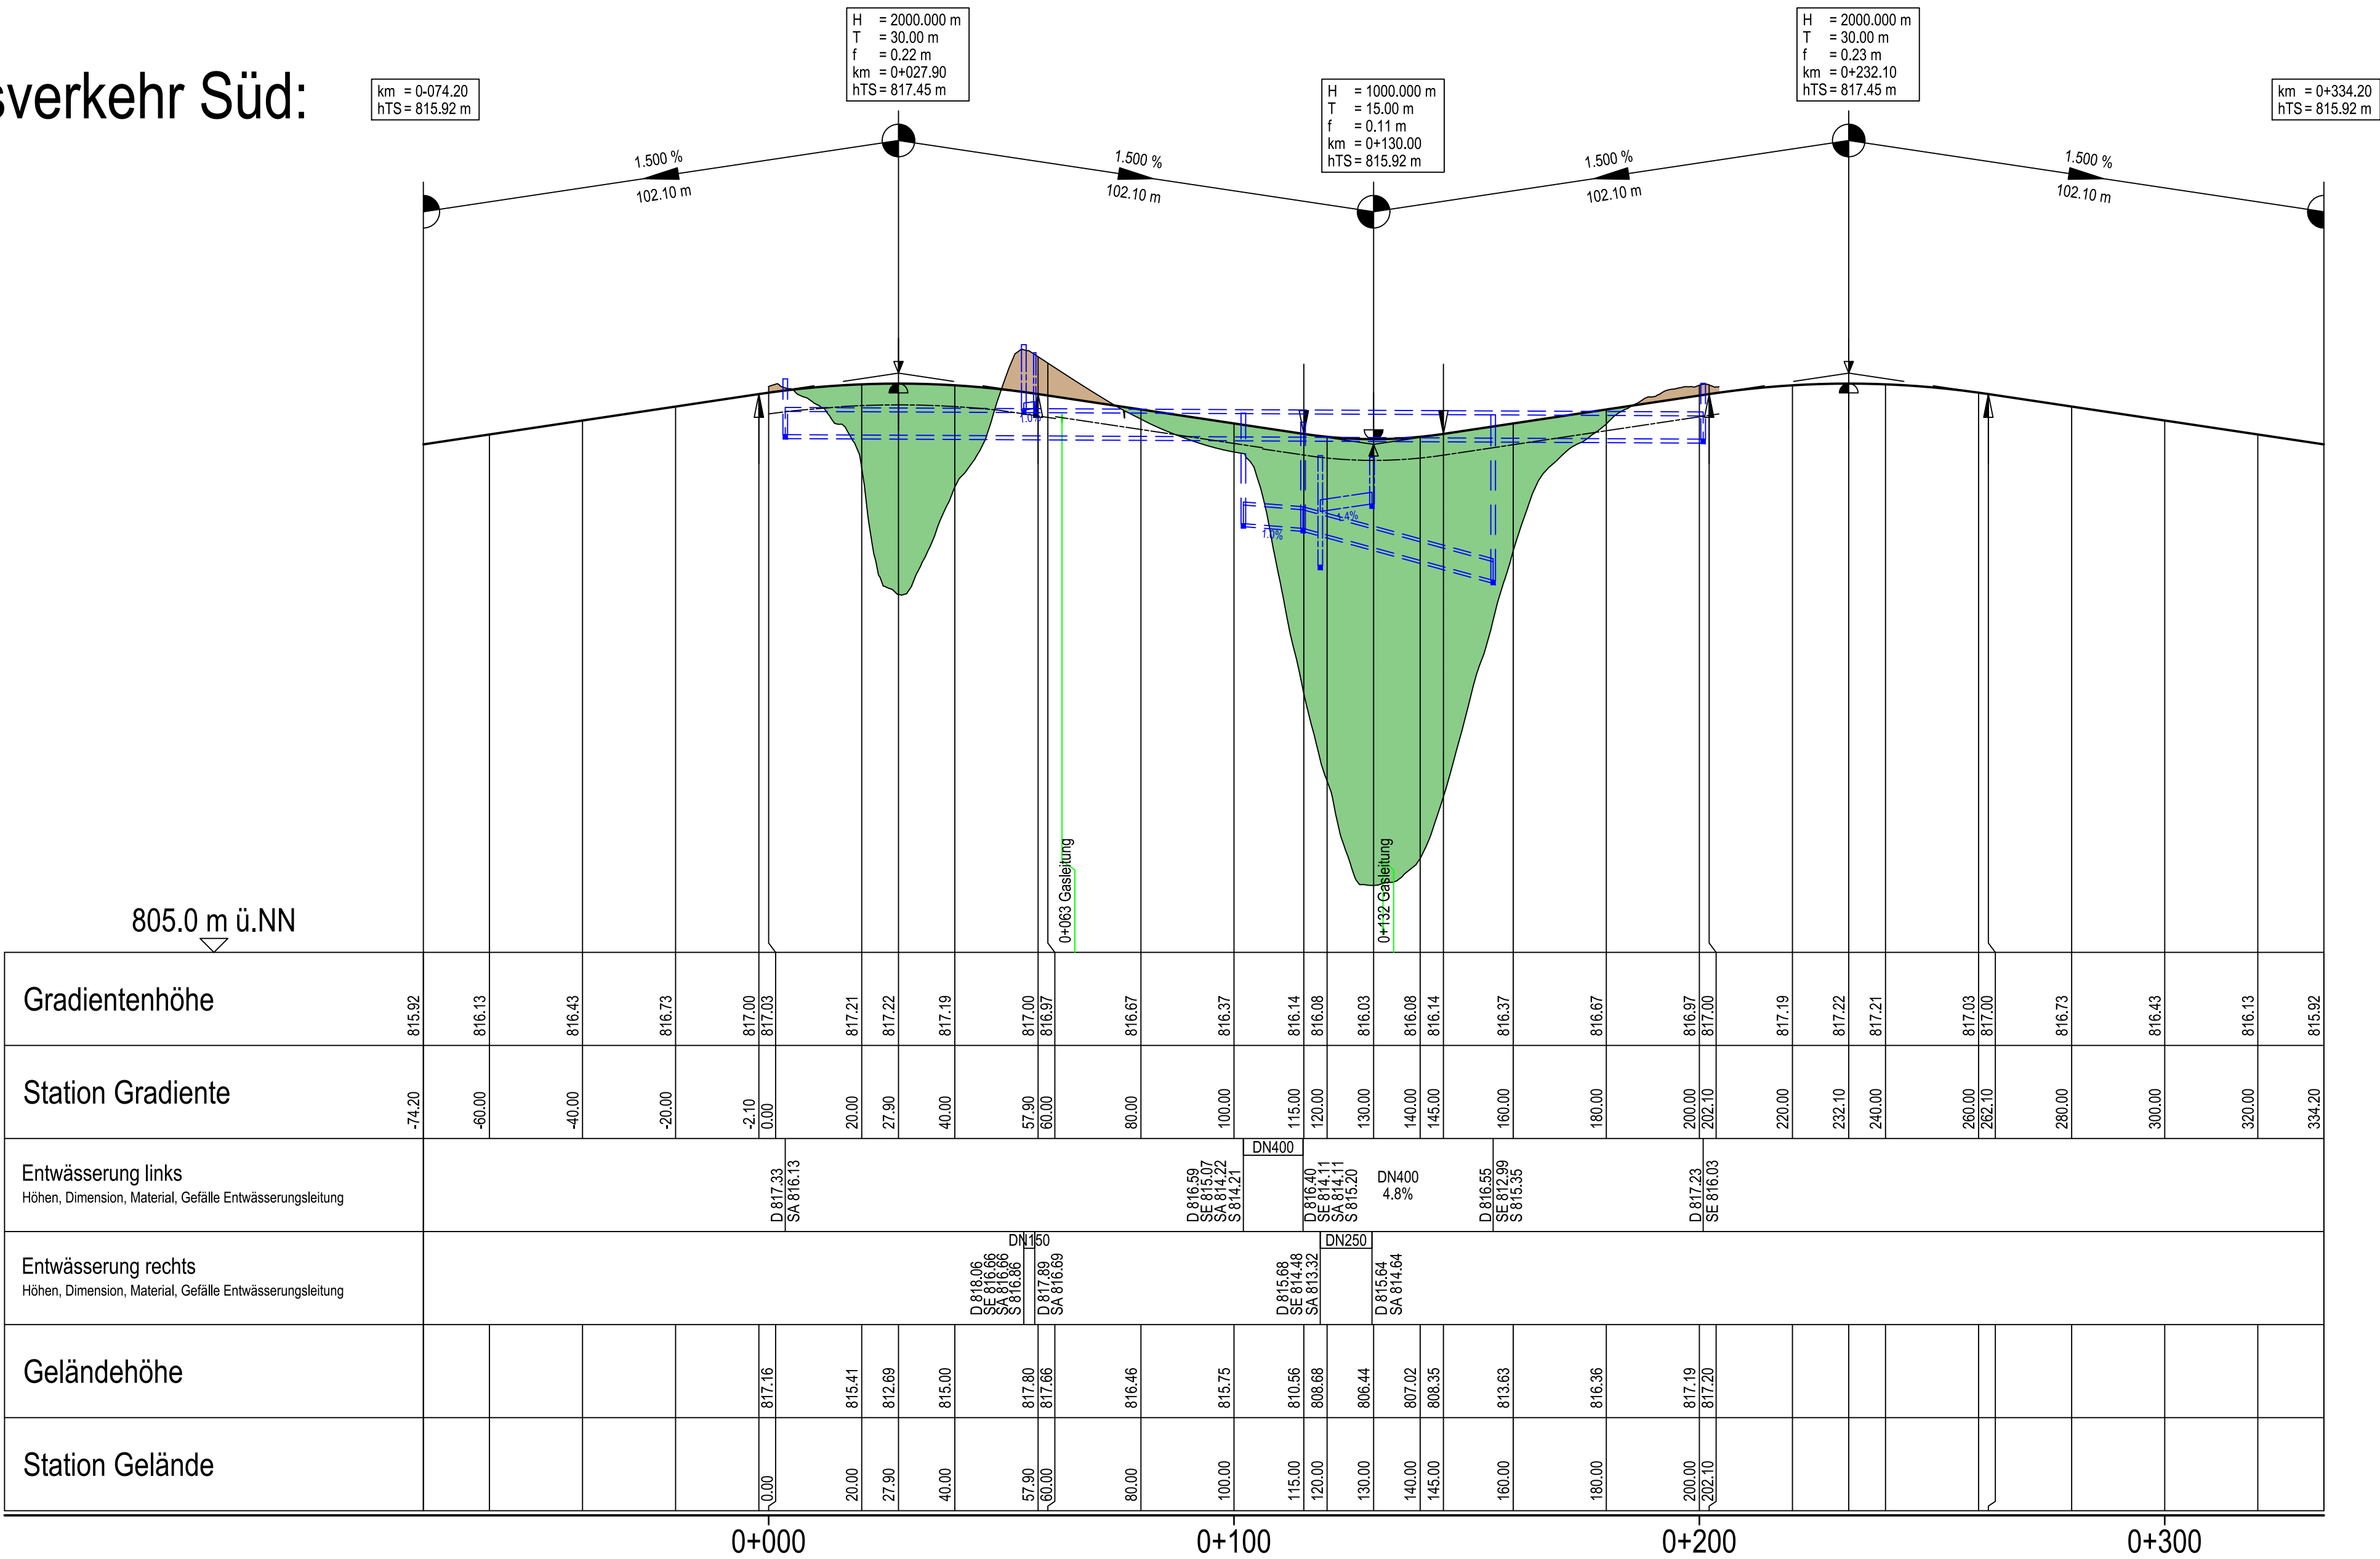 sverkehr Süd:
km = 0-074.20
hTS = 815.92 m
H = 2000.000 m
T = 30.00 m
f = 0.22 m
km = 0+027.90
hTS = 817.45 m
H = 1000.000 m
T = 15.00 m
f = 0.11 m
km = 0+130.00
hTS = 815.92 m
H = 2000.000 m
T = 30.00 m
f = 0.23 m
km = 0+232.10
hTS = 817.45 m
km = 0+334.20
hTS = 815.92 m
1.500 %
102.10 m
1.500 %
102.10 m
1.500 %
102.10 m
1.500 %
102.10 m
1.0%
1.0%
1.4%
0+063 Gasleitung
0+132 Gasleitung
805.0 m ü.NN
Gradientenhöhe
815.92 816.13 816.43 816.73 817.00 817.03 817.21 817.22 817.19 817.00 816.97 816.67 816.37 816.14 816.08 816.03 816.08 816.14 816.37 816.67 816.97 817.00 817.19 817.22 817.21 817.03 817.00 816.73 816.43 816.13 815.92
Station Gradiente
-74.20 -60.00 -40.00 -20.00 -2.10 0.00 20.00 27.90 40.00 57.90 60.00 80.00 100.00 115.00 120.00 130.00 140.00 145.00 160.00 180.00 200.00 202.10 220.00 232.10 240.00 260.00 262.10 280.00 300.00 320.00 334.20
Entwässerung links
Höhen, Dimension, Material, Gefälle Entwässerungsleitung
D 817.33
SA 816.13
D 816.59
SE 815.07
SA 814.22
S 814.21
DN400
D 816.40
SE 814.11
SA 814.11
S 815.20
DN400
4.8%
D 816.55
SE 812.99
S 815.35
D 817.23
SE 816.03
Entwässerung rechts
Höhen, Dimension, Material, Gefälle Entwässerungsleitung
D 818.06
SE 816.66
SA 816.66
S 816.86
DN150
D 817.89
SA 816.69
D 815.68
SE 814.48
SA 813.32
DN250
D 815.64
SA 814.64
Geländehöhe
817.16 815.41 812.69 815.00 817.80 817.66 816.46 815.75 810.56 808.68 806.44 807.02 808.35 813.63 816.36 817.19 817.20
Station Gelände
0.00 20.00 27.90 40.00 57.90 60.00 80.00 100.00 115.00 120.00 130.00 140.00 145.00 160.00 180.00 200.00 202.10
0+000 0+100 0+200 0+300